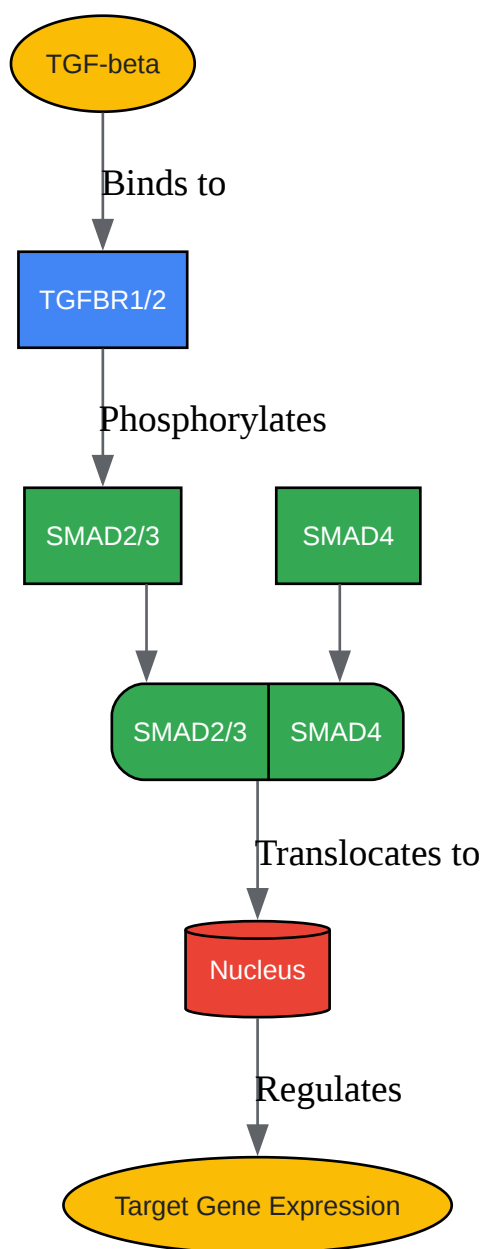 TGF-beta
Binds to
TGFBR1/2
Phosphorylates
SMAD2/3
SMAD4
SMAD2/3
SMAD4
Translocates to
Nucleus
Regulates
Target Gene Expression